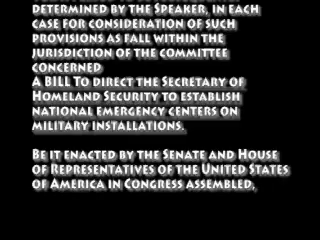 determined by the Speaker, in each
case for consideration of such
provisions as fall within the
jurisdiction of the committee
concerned
A BILL To direct the Secretary of
Homeland Security to establish
national emergency centers on
military installations.
Be it enacted by the Senate and House
of Representatives of the United States
of America in Congress assembled,